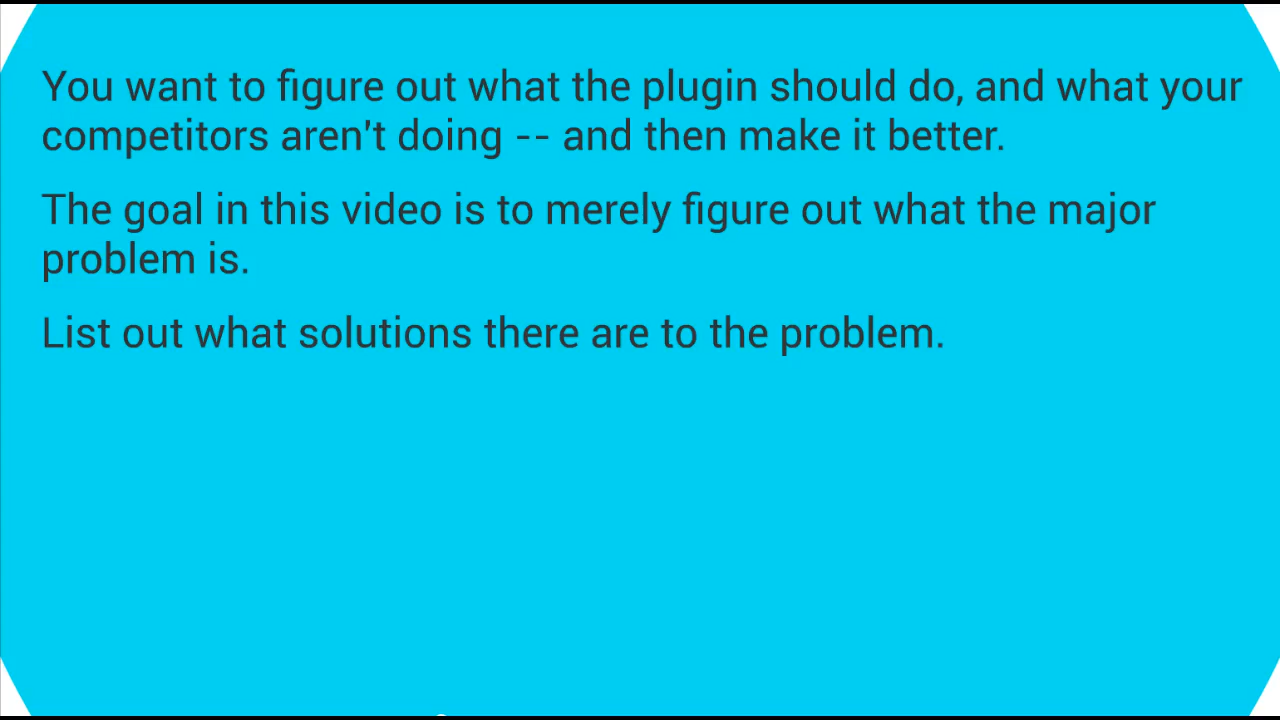 You want to figure out what the plugin should do, and what your
competitors aren't doing -- and then make it better.
The goal in this video is to merely figure out what the major
problem is.
List out what solutions there are to the problem.